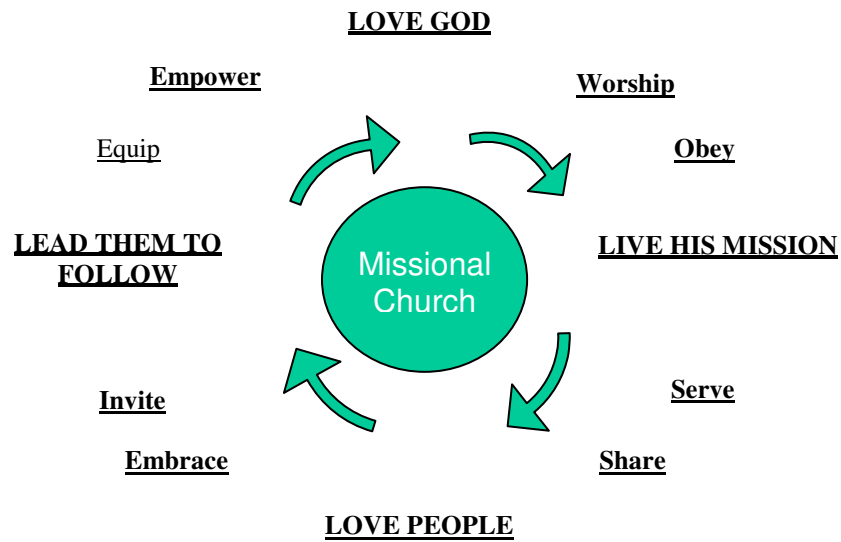 LOVE GOD
Empower
Worship
Equip
Obey
LEAD THEM TO
FOLLOW
LIVE HIS MISSION
Missional
Church
Invite
Serve
Embrace
Share
LOVE PEOPLE